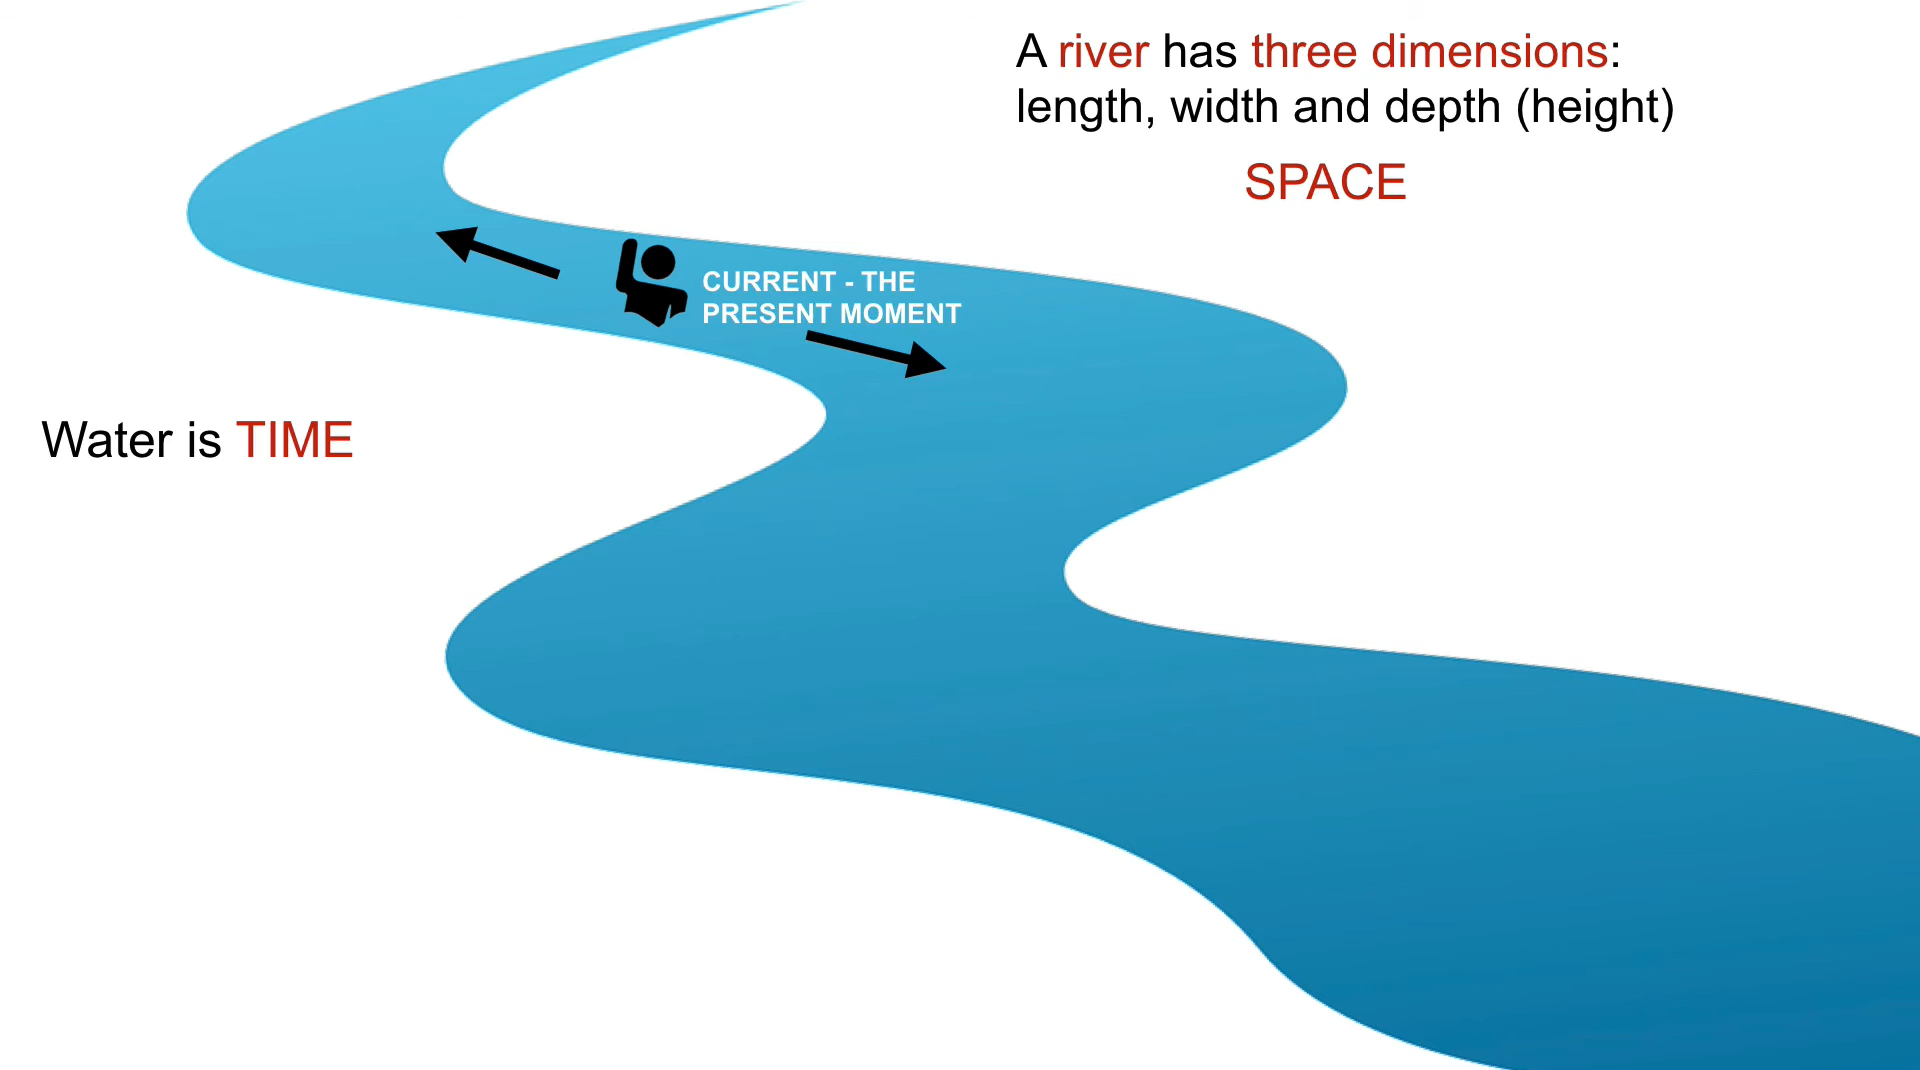 A river has three dimensions:
length, width and depth (height)
SPACE
CURRENT - THE
PRESENT MOMENT
Water is TIME